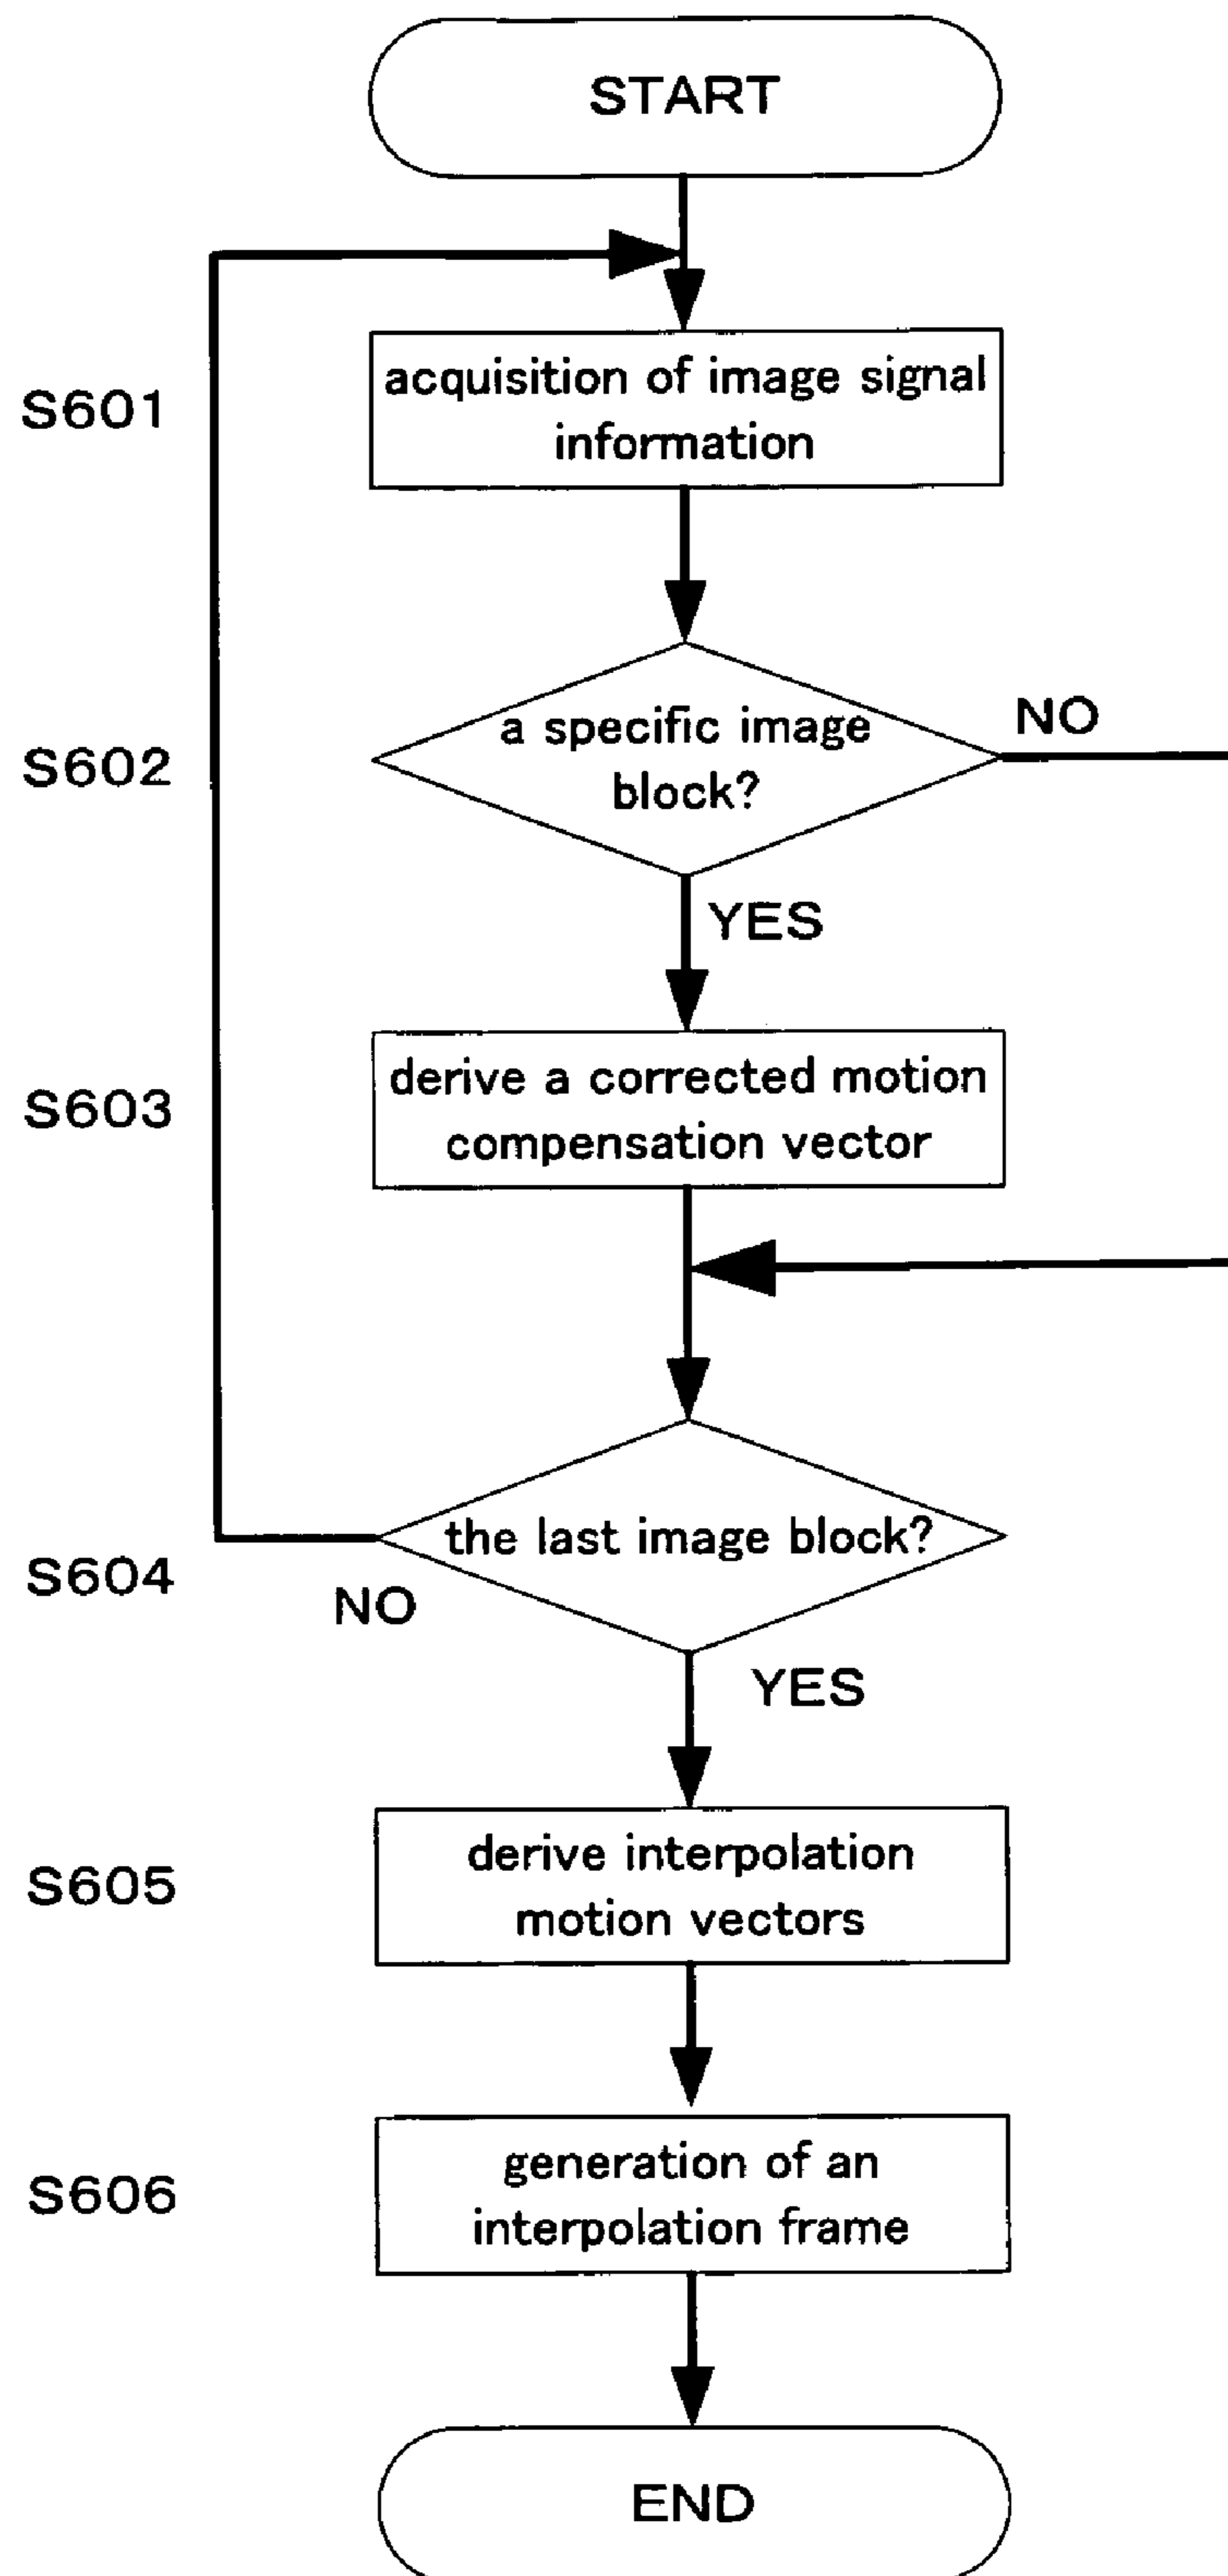 START
S601
acquisition of image signal
information
S602
a specific image
block?
NO
YES
S603
derive a corrected motion
compensation vector
S604
the last image block?
NO
YES
S605
derive interpolation
motion vectors
S606
generation of an
interpolation frame
END